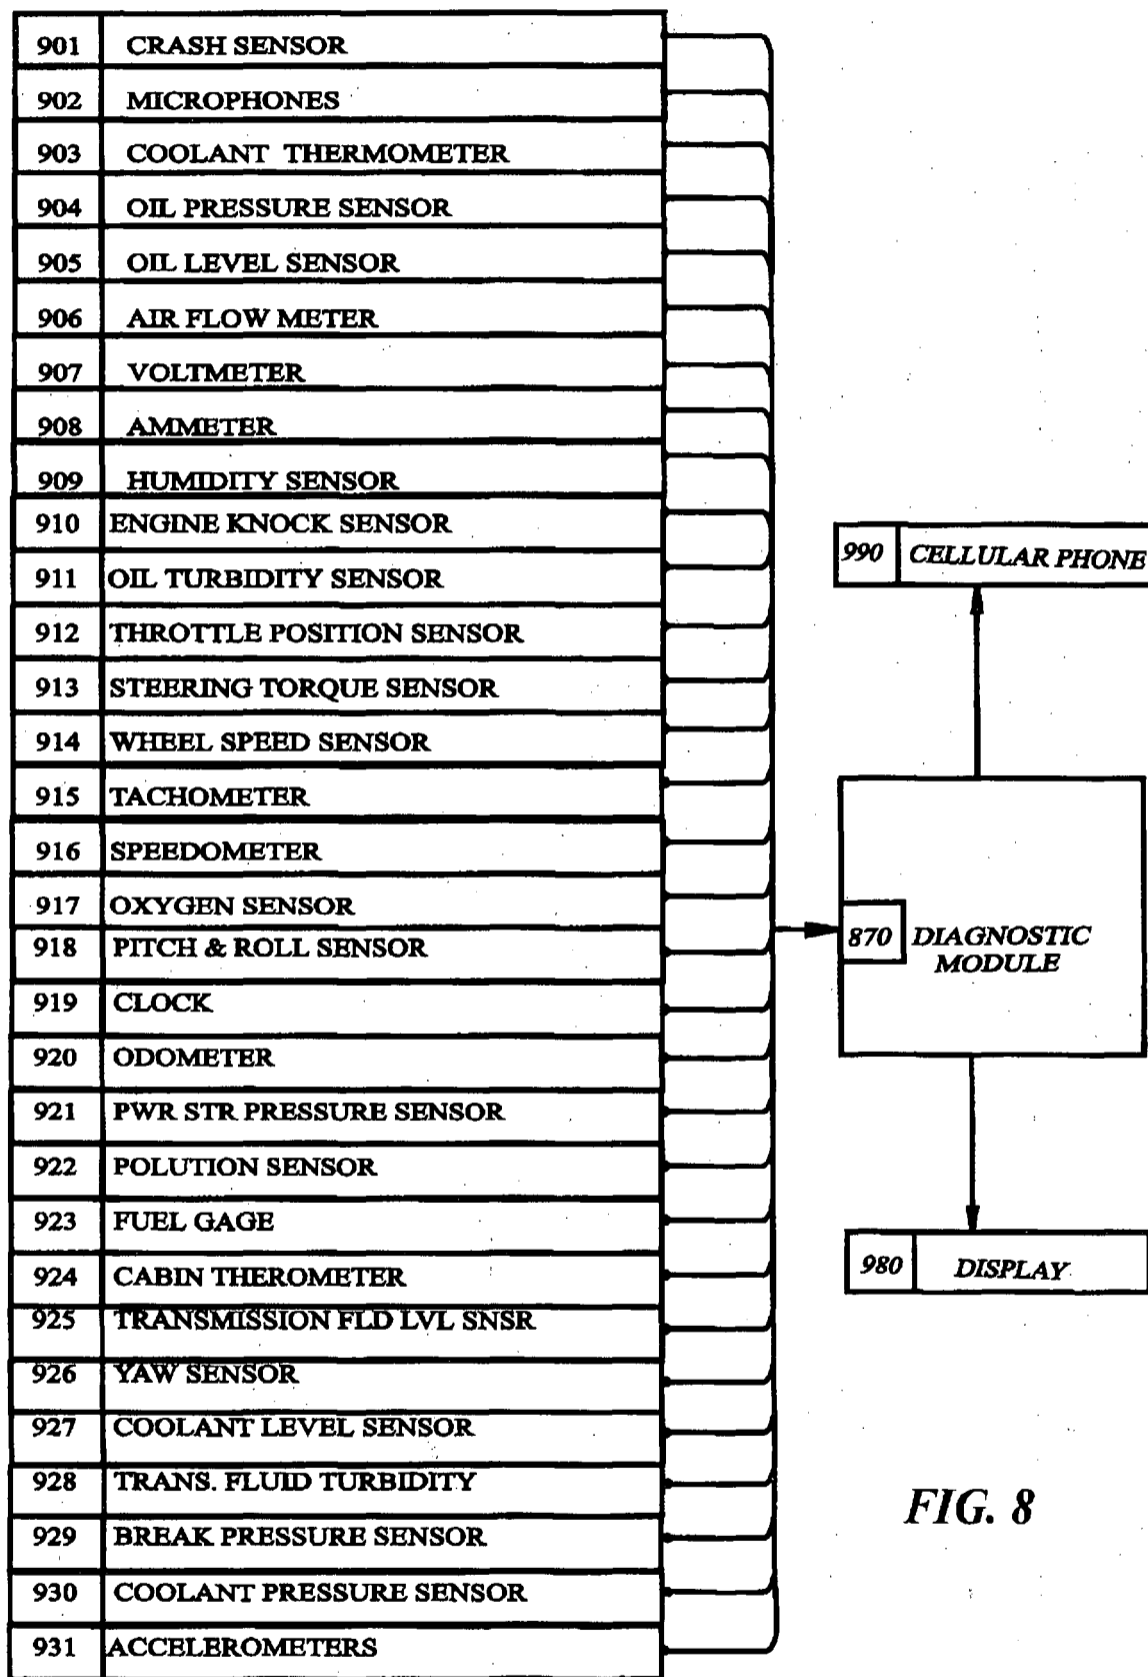 901 CRASH SENSOR
902 MICROPHONES
903 COOLANT THERMOMETER
904 OIL PRESSURE SENSOR
905 OIL LEVEL SENSOR
906 AIR FLOW METER
907 VOLTMETER
908 AMMETER
909 HUMIDITY SENSOR
910 ENGINE KNOCK SENSOR
911 OIL TURBIDITY SENSOR
912 THROTTLE POSITION SENSOR
913 STEERING TORQUE SENSOR
914 WHEEL SPEED SENSOR
915 TACHOMETER
916 SPEEDOMETER
917 OXYGEN SENSOR
918 PITCH & ROLL SENSOR
919 CLOCK
920 ODOMETER
921 PWR STR PRESSURE SENSOR
922 POLUTION SENSOR
923 FUEL GAGE
924 CABIN THEROMETER
925 TRANSMISSION FLD LVL SNSR
926 YAW SENSOR
927 COOLANT LEVEL SENSOR
928 TRANS. FLUID TURBIDITY
929 BREAK PRESSURE SENSOR
930 COOLANT PRESSURE SENSOR
931 ACCELEROMETERS
990 CELLULAR PHONE
870 DIAGNOSTIC
MODULE
980 DISPLAY
FIG. 8